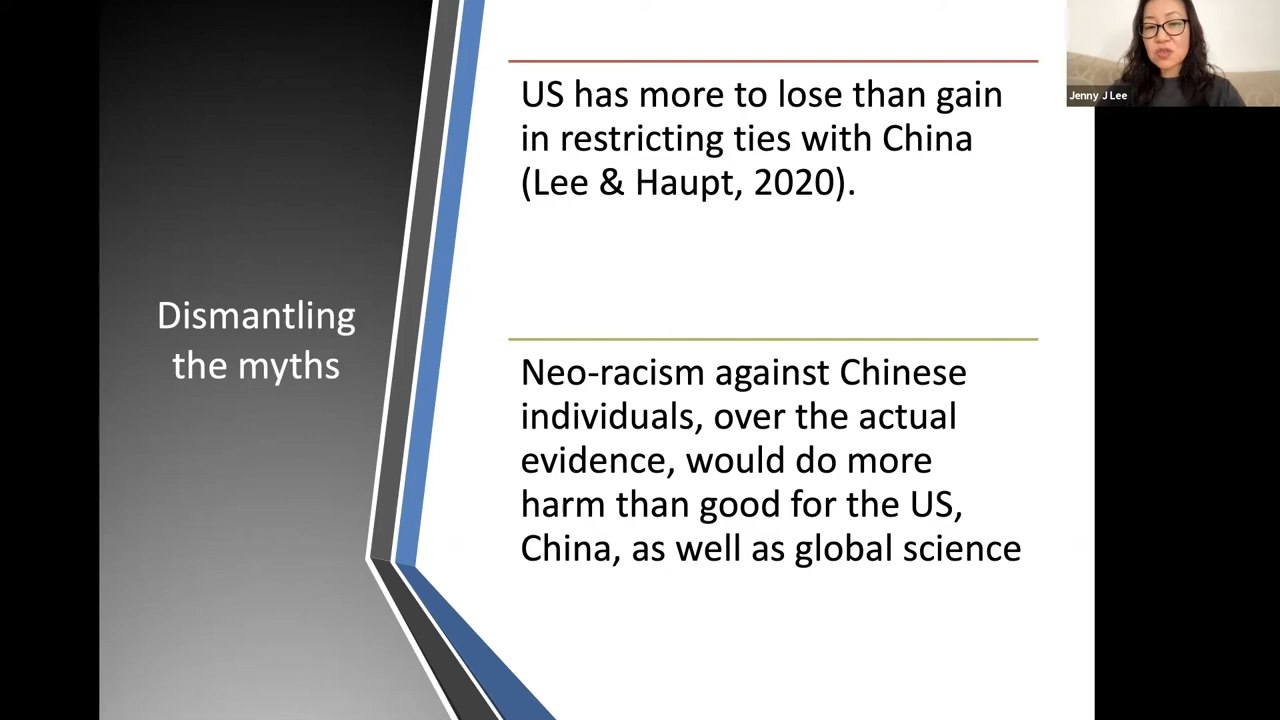 Dismantling
the myths
US has more to lose than gain
in restricting ties with China
(Lee & Haupt, 2020).
Neo-racism against Chinese
individuals, over the actual
evidence, would do more
harm than good for the US,
China, as well as global science
Jenny J Lee